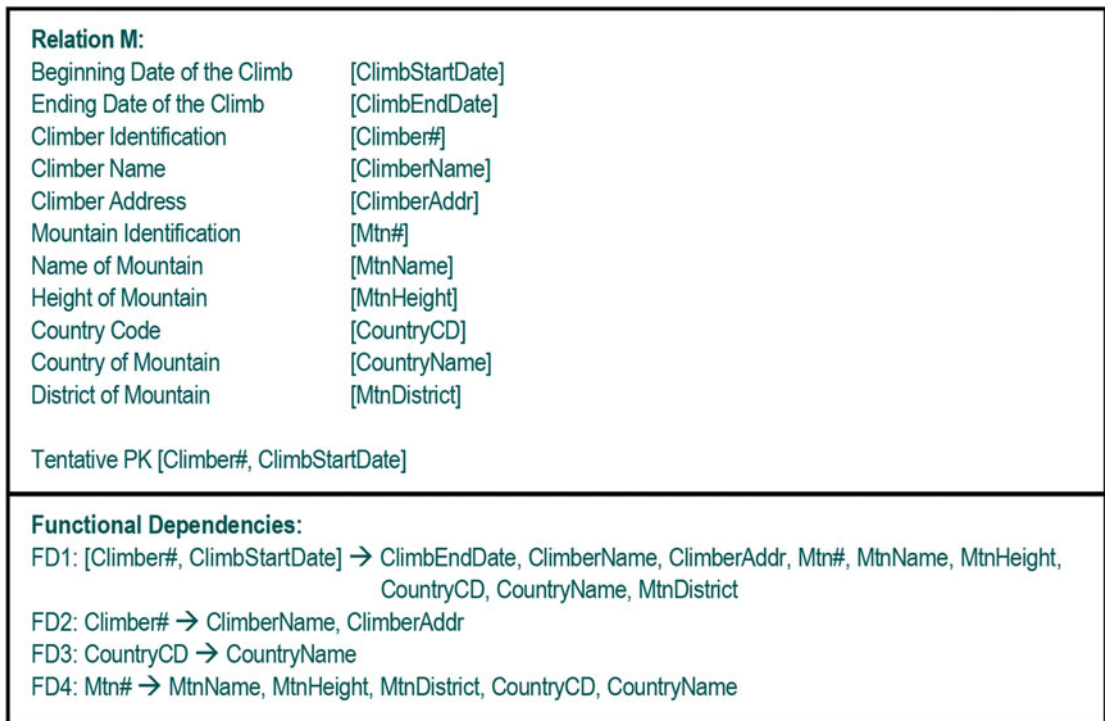 Relation M:
Beginning Date of the Climb [ClimbStartDate]
Ending Date of the Climb [ClimbEndDate]
Climber Identification [Climber#]
Climber Name [ClimberName]
Climber Address [ClimberAddr]
Mountain Identification [Mtn#]
Name of Mountain [MtnName]
Height of Mountain [MtnHeight]
Country Code [CountryCD]
Country of Mountain [CountryName]
District of Mountain [MtnDistrict]
Tentative PK [Climber#, ClimbStartDate]
Functional Dependencies:
FD1: [Climber#, ClimbStartDate] → ClimbEndDate, ClimberName, ClimberAddr, Mtn#, MtnName, MtnHeight,
CountryCD, CountryName, MtnDistrict
FD2: Climber# → ClimberName, ClimberAddr
FD3: CountryCD → CountryName
FD4: Mtn# → MtnName, MtnHeight, MtnDistrict, CountryCD, CountryName